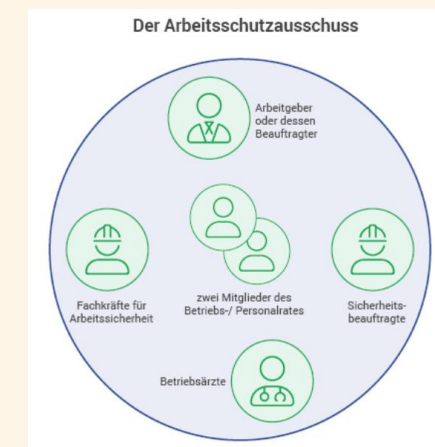 Der Arbeitsschutzausschuss
Arbeitgeber
oder dessen
Beauftragter
Fachkräfte für
Arbeitssicherheit
zwei Mitglieder des
Betriebs-/ Personalrates
Sicherheits-
beauftragte
Betriebsärzte